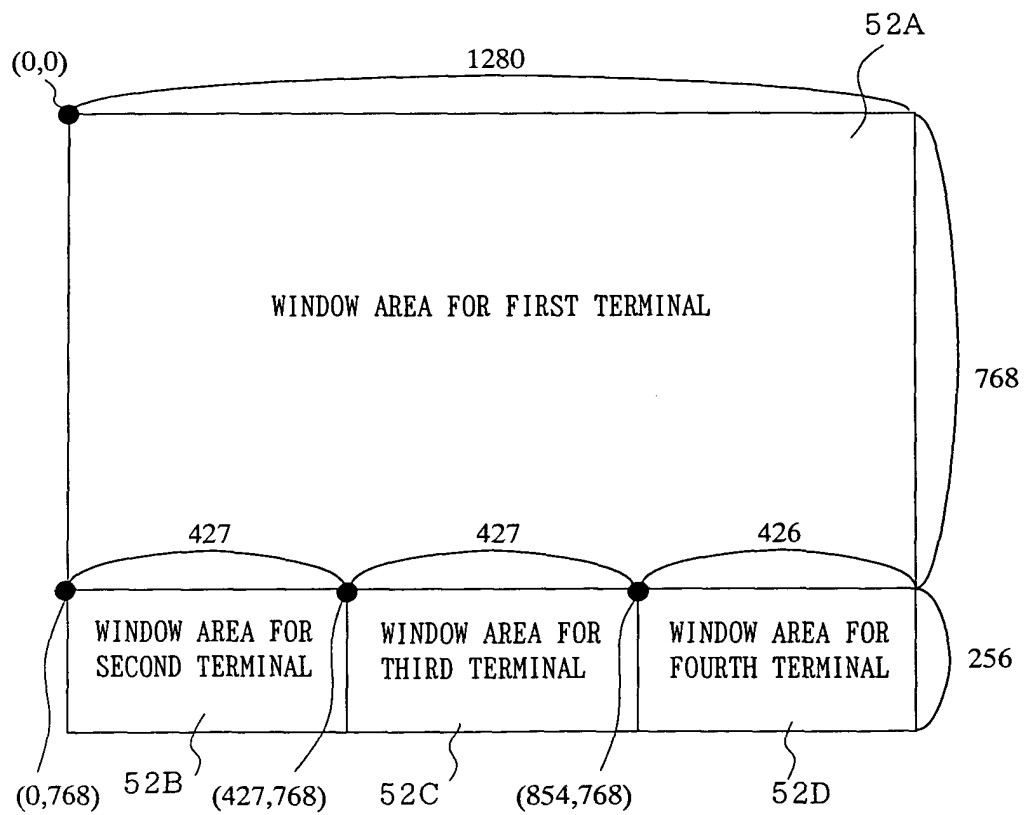 52A
(0,0)
1280
WINDOW AREA FOR FIRST TERMINAL
768
427
427
426
WINDOW AREA FOR
SECOND TERMINAL
WINDOW AREA FOR
THIRD TERMINAL
WINDOW AREA FOR
FOURTH TERMINAL
256
(0,768)
52B
(427,768)
52C
(854,768)
52D